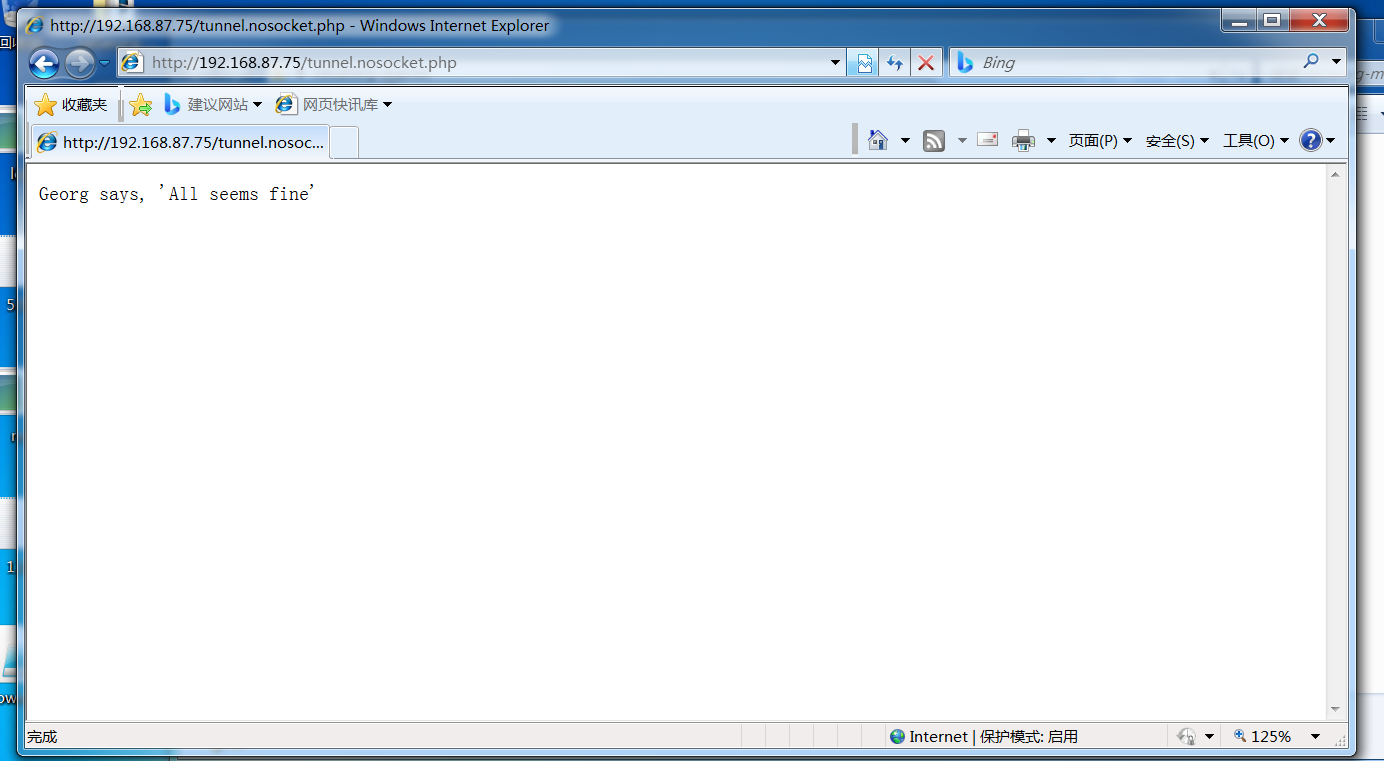 http://192.168.87.75/tunnel.nosocket.php - Windows Internet Explorer
http://192.168.87.75/tunnel.nosocket.php
Bing
收藏夹 建议网站 网页快讯库
http://192.168.87.75/tunnel.nosoc... 页面(P) 安全(S) 工具(O)
Georg says, 'All seems fine'
完成 Internet | 保护模式: 启用 125%